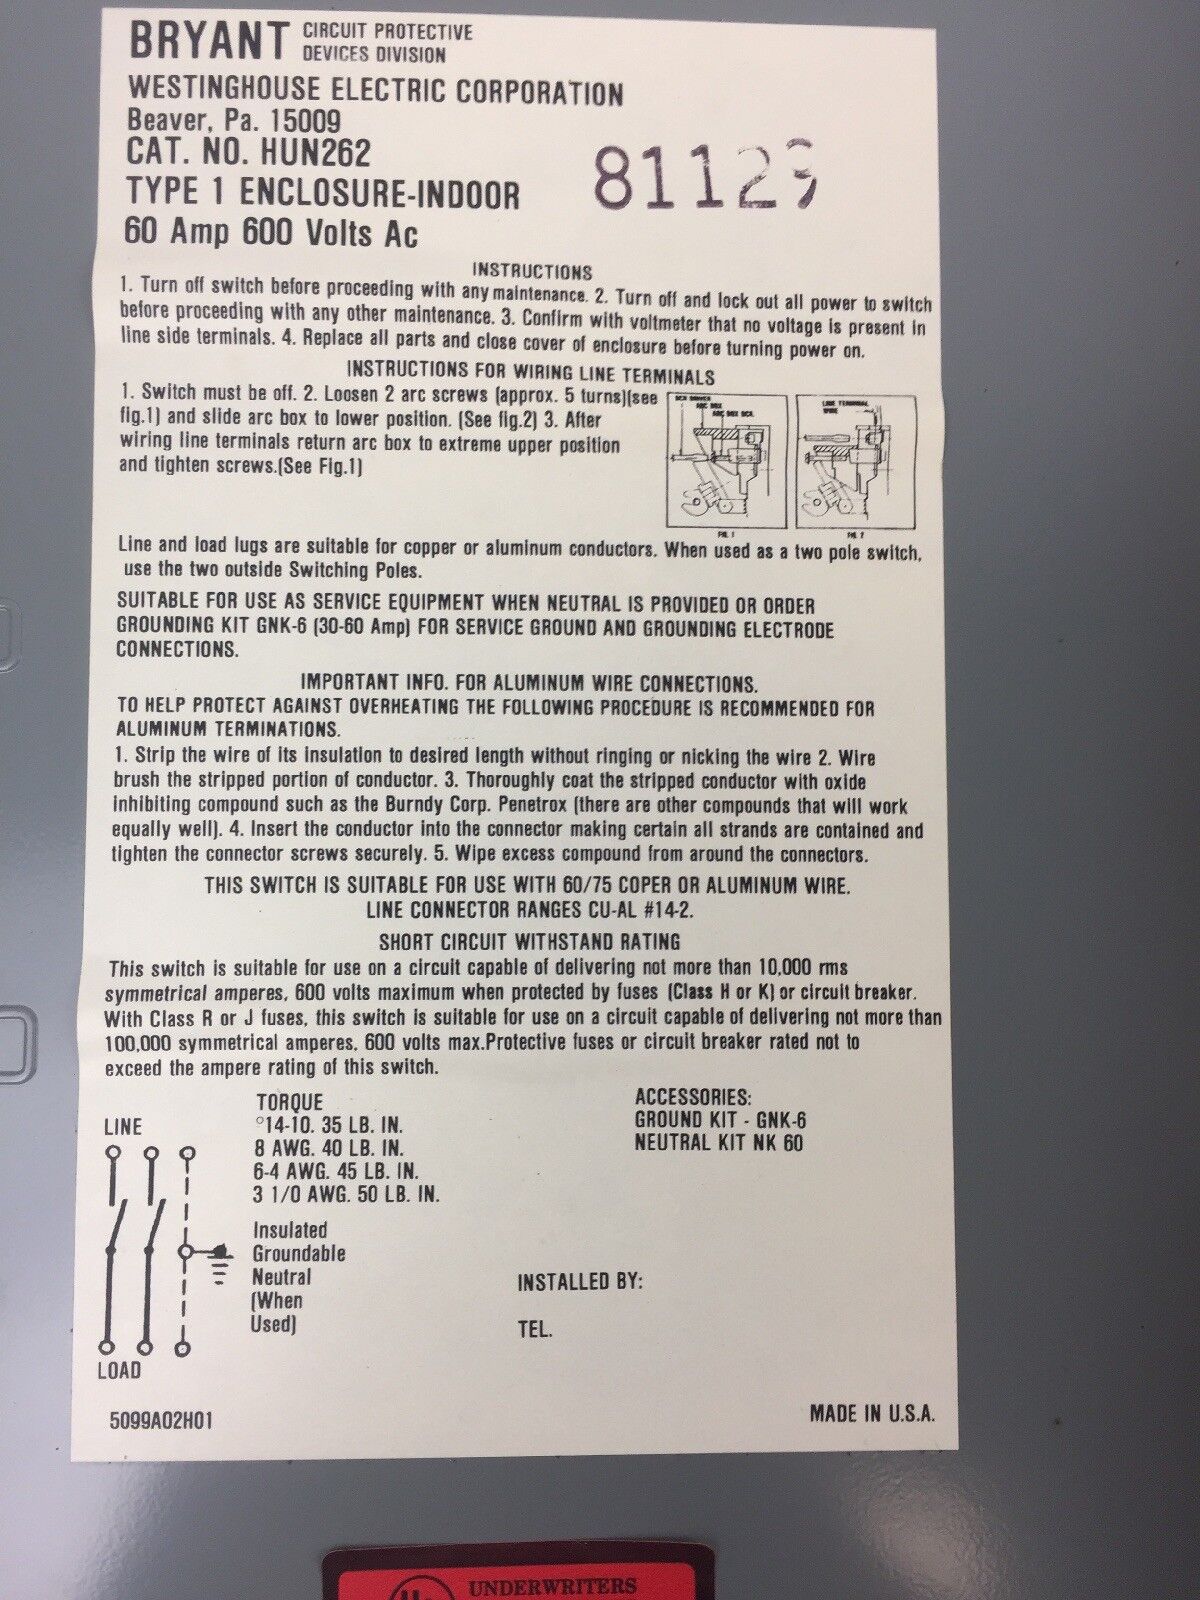 BRYANT CIRCUIT PROTECTIVE
DEVICES DIVISION
WESTINGHOUSE ELECTRIC CORPORATION
Beaver, Pa. 15009
CAT. NO. HUN262
81129
TYPE 1 ENCLOSURE-INDOOR
60 Amp 600 Volts Ac
INSTRUCTIONS
1. Turn off switch before proceeding with any maintenance. 2. Turn off and lock out all power to switch
before proceeding with any other maintenance. 3. Confirm with voltmeter that no voltage is present in
line side terminals. 4. Replace all parts and close cover of enclosure before turning power on.
INSTRUCTIONS FOR WIRING LINE TERMINALS
1. Switch must be off. 2. Loosen 2 arc screws (approx. 5 turns)(see
fig.1) and slide arc box to lower position. (See fig.2) 3. After
wiring line terminals return arc box to extreme upper position
and tighten screws.(See Fig.1)
ARC BOX
ARC BOX SCR.
LINE TERMINAL
WIRE
FIG. 1
FIG. 2
Line and load lugs are suitable for copper or aluminum conductors. When used as a two pole switch,
use the two outside Switching Poles.
SUITABLE FOR USE AS SERVICE EQUIPMENT WHEN NEUTRAL IS PROVIDED OR ORDER
GROUNDING KIT GNK-6 (30-60 Amp) FOR SERVICE GROUND AND GROUNDING ELECTRODE
CONNECTIONS.
IMPORTANT INFO. FOR ALUMINUM WIRE CONNECTIONS.
TO HELP PROTECT AGAINST OVERHEATING THE FOLLOWING PROCEDURE IS RECOMMENDED FOR
ALUMINUM TERMINATIONS.
1. Strip the wire of its insulation to desired length without ringing or nicking the wire 2. Wire
brush the stripped portion of conductor. 3. Thoroughly coat the stripped conductor with oxide
inhibiting compound such as the Burndy Corp. Penetrox (there are other compounds that will work
equally well). 4. Insert the conductor into the connector making certain all strands are contained and
tighten the connector screws securely. 5. Wipe excess compound from around the connectors.
THIS SWITCH IS SUITABLE FOR USE WITH 60/75 COPER OR ALUMINUM WIRE.
LINE CONNECTOR RANGES CU-AL #14-2.
SHORT CIRCUIT WITHSTAND RATING
This switch is suitable for use on a circuit capable of delivering not more than 10,000 rms
symmetrical amperes, 600 volts maximum when protected by fuses (Class H or K) or circuit breaker.
With Class R or J fuses, this switch is suitable for use on a circuit capable of delivering not more than
100,000 symmetrical amperes, 600 volts max.Protective fuses or circuit breaker rated not to
exceed the ampere rating of this switch.
TORQUE
°14-10. 35 LB. IN.
8 AWG. 40 LB. IN.
6-4 AWG. 45 LB. IN.
3 1/0 AWG. 50 LB. IN.
ACCESSORIES:
GROUND KIT - GNK-6
NEUTRAL KIT NK 60
LINE
Insulated
Groundable
Neutral
(When
Used)
LOAD
INSTALLED BY:
TEL.
5099A02H01
MADE IN U.S.A.
UNDERWRITERS